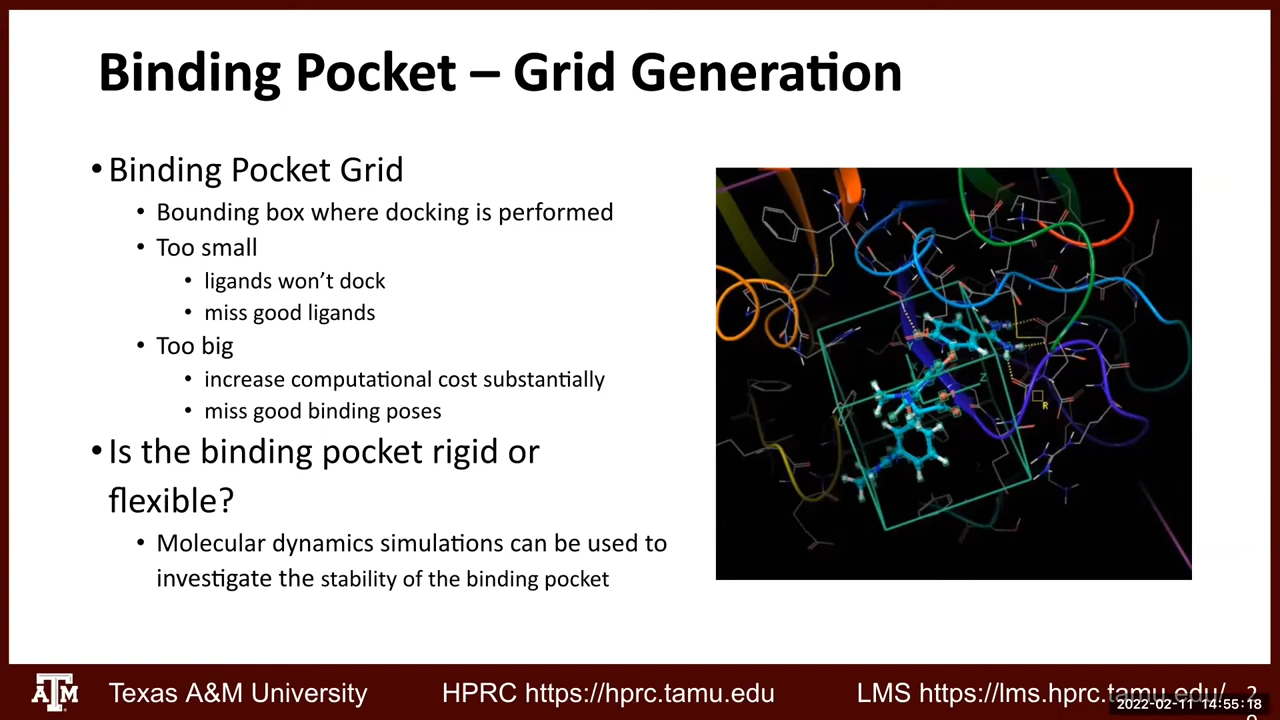 Binding Pocket – Grid Generation
• Binding Pocket Grid
• Bounding box where docking is performed
• Too small
• ligands won’t dock
• miss good ligands
• Too big
• increase computational cost substantially
• miss good binding poses
• Is the binding pocket rigid or
flexible?
• Molecular dynamics simulations can be used to
investigate the stability of the binding pocket
Z
R
ATM
Texas A&M University
HPRC https://hprc.tamu.edu
LMS https://lms.hprc.tamu.edu/
2022-02-11 14:55:18